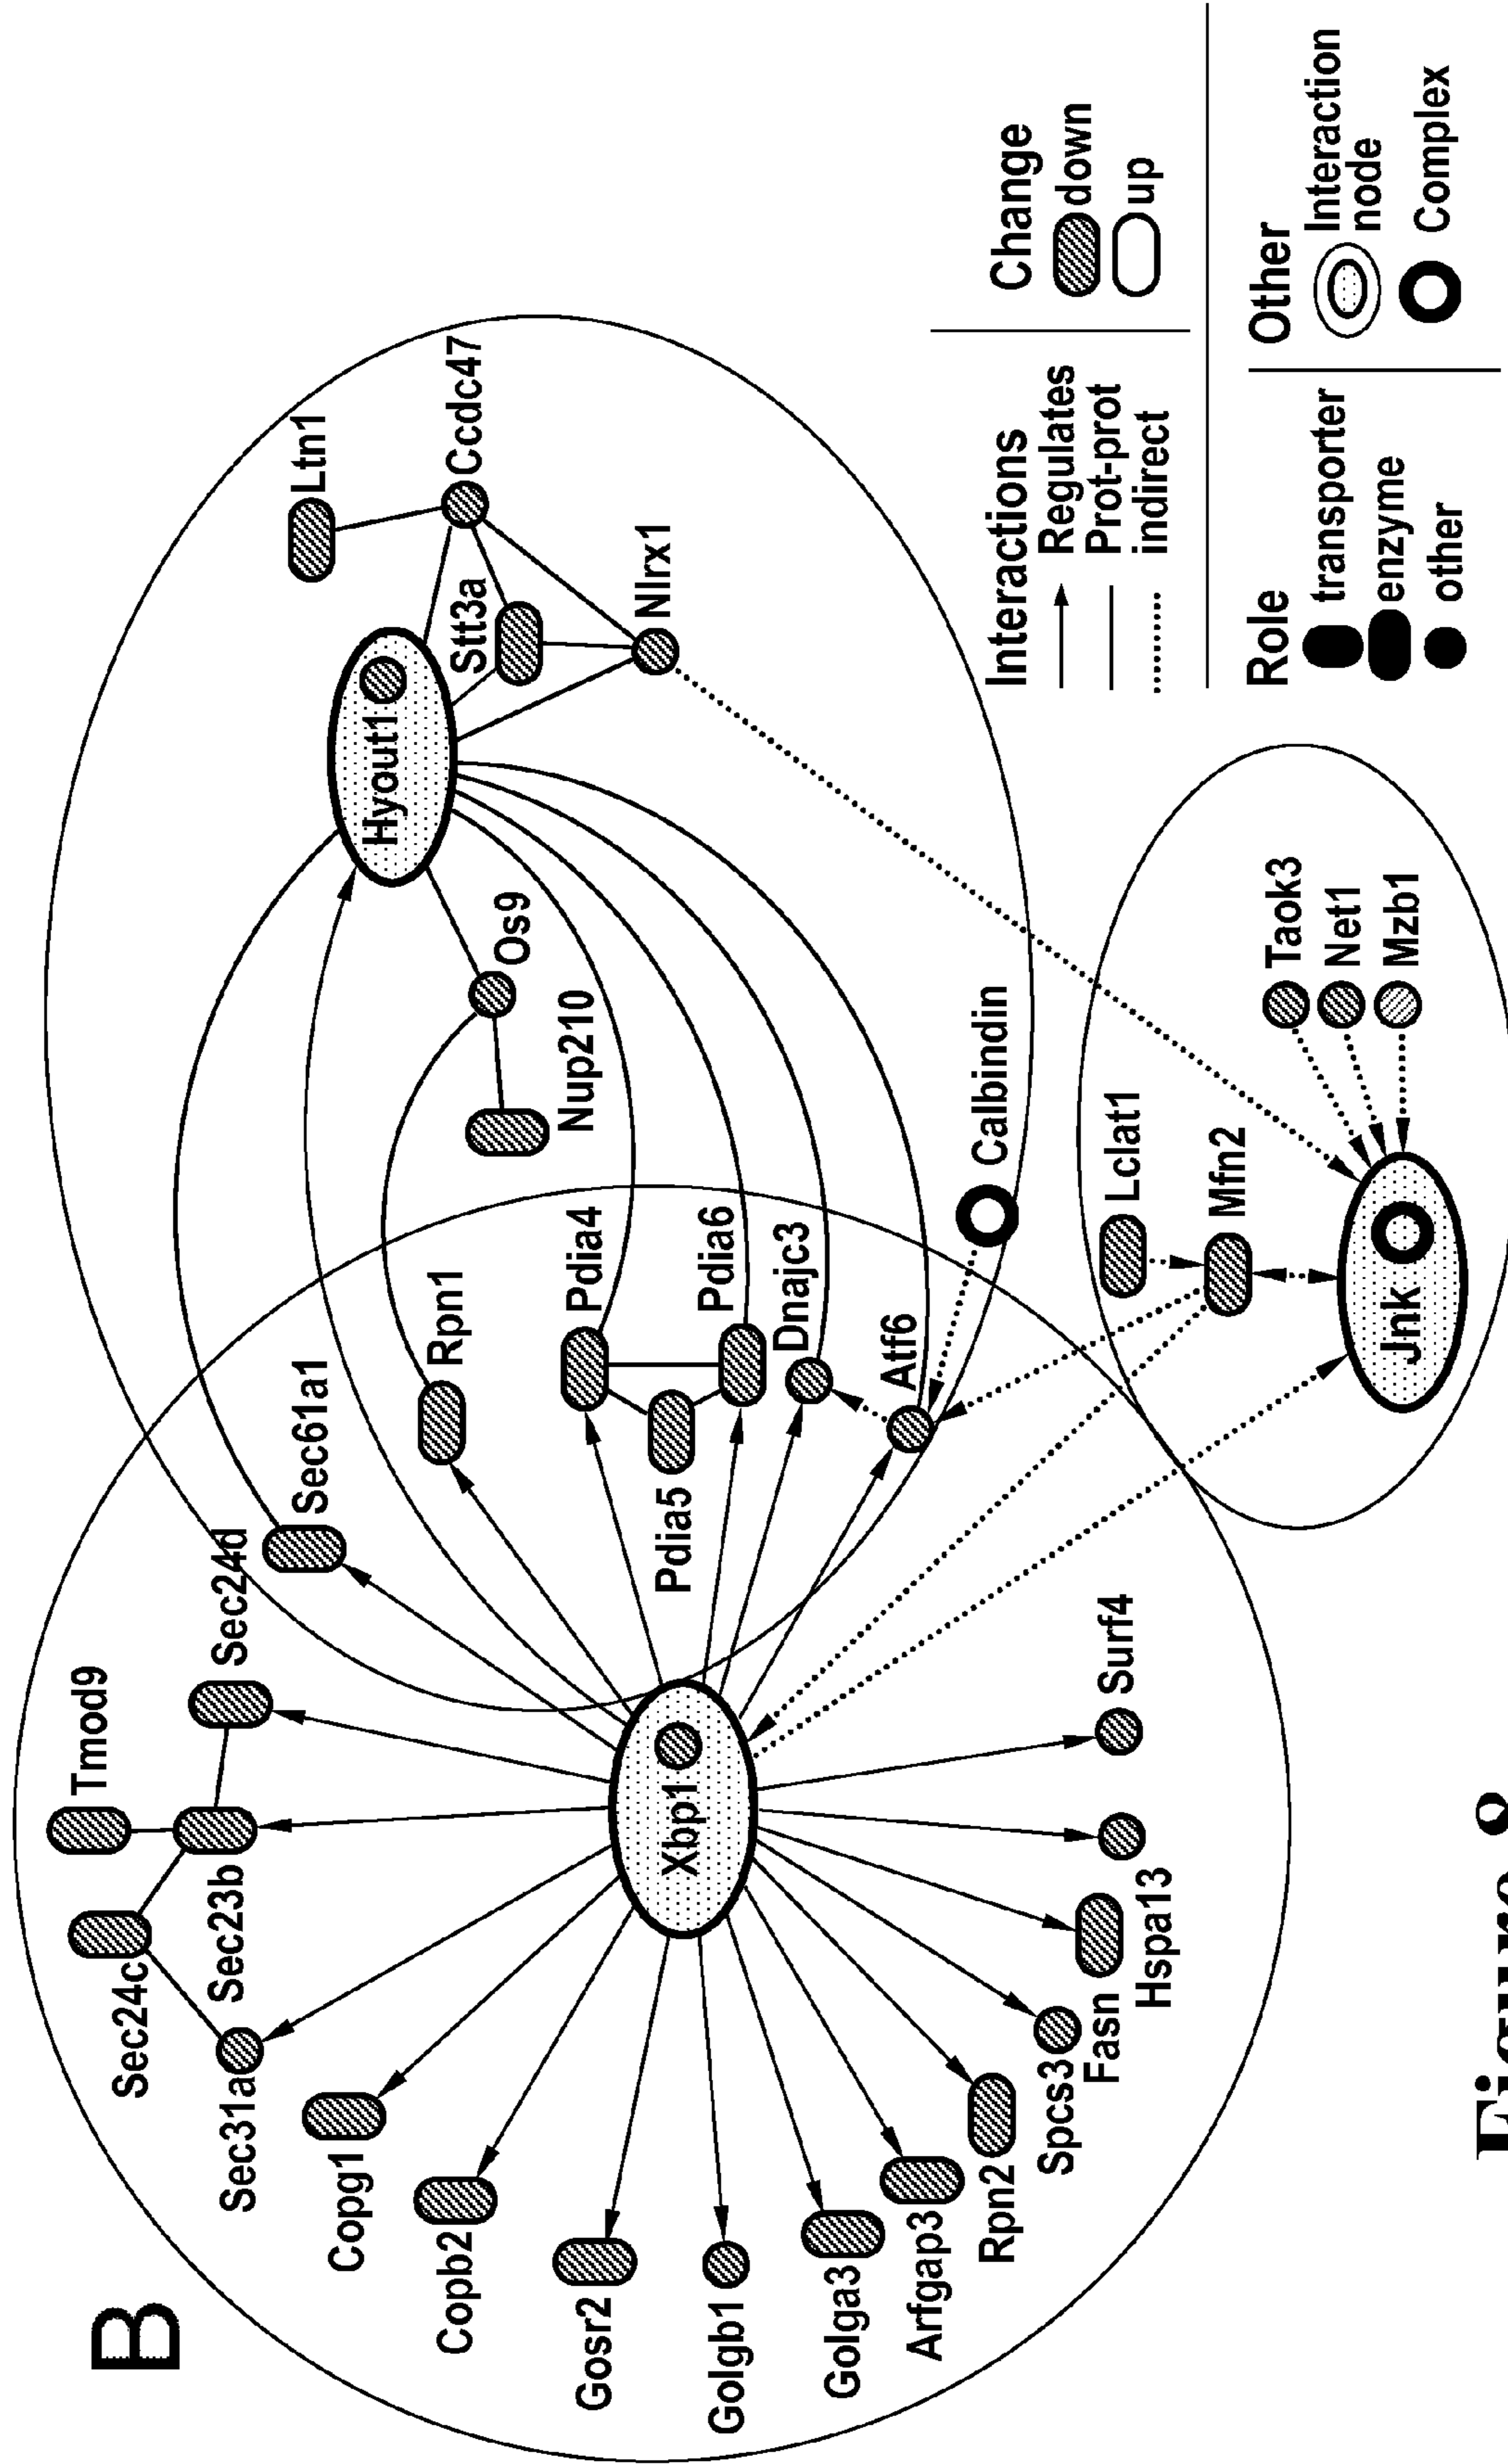 B
Tmod9
Sec24c
Sec24d
Sec23b
Sec31a
Sec61a1
Copg1
Copb2
Gosr2
Golgb1
Golga3
Arfgap3
Rpn2
Spcs3
Fasn
Hspa13
Surf4
Xbp1
Rpn1
Pdia4
Pdia5
Pdia6
Dnajc3
Atf6
Calbindin
Nup210
Os9
Hyout1
Ltn1
Ccdc47
Stt3a
Nlrx1
Lclat1
Mfn2
Jnk
Taok3
Net1
Mzb1
Interactions
Regulates
Prot-prot
indirect
Change
down
up
Role
transporter
enzyme
other
Other
Interaction
node
Complex
Figure 8